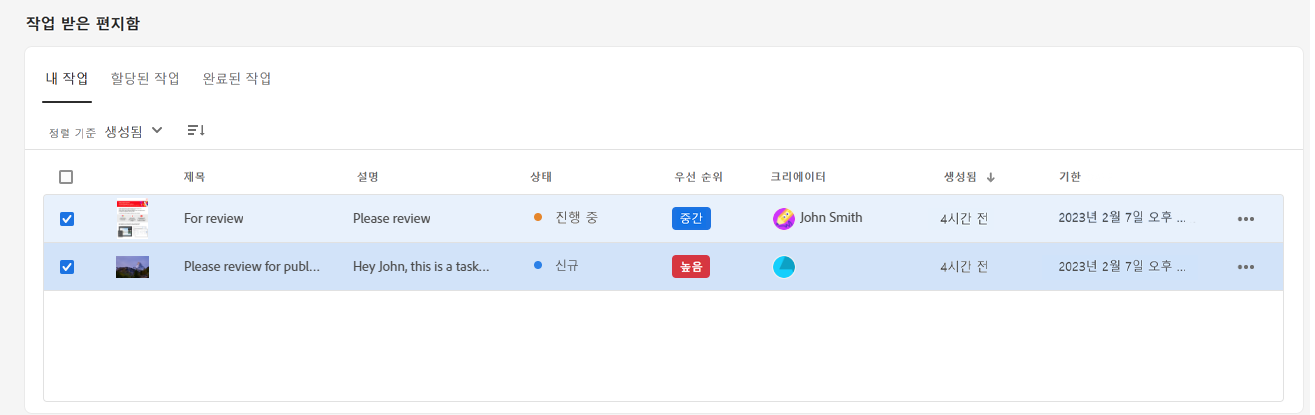 작업 받은 편지함
내 작업 할당된 작업 완료된 작업
정렬 기준 생성됨
제목 설명 상태 우선 순위 크리에이터 생성됨 기한
For review Please review 진행 중 중간 John Smith 4시간 전 2023년 2월 7일 오후 ...
Please review for publ... Hey John, this is a task... 신규 높음 4시간 전 2023년 2월 7일 오후 ...